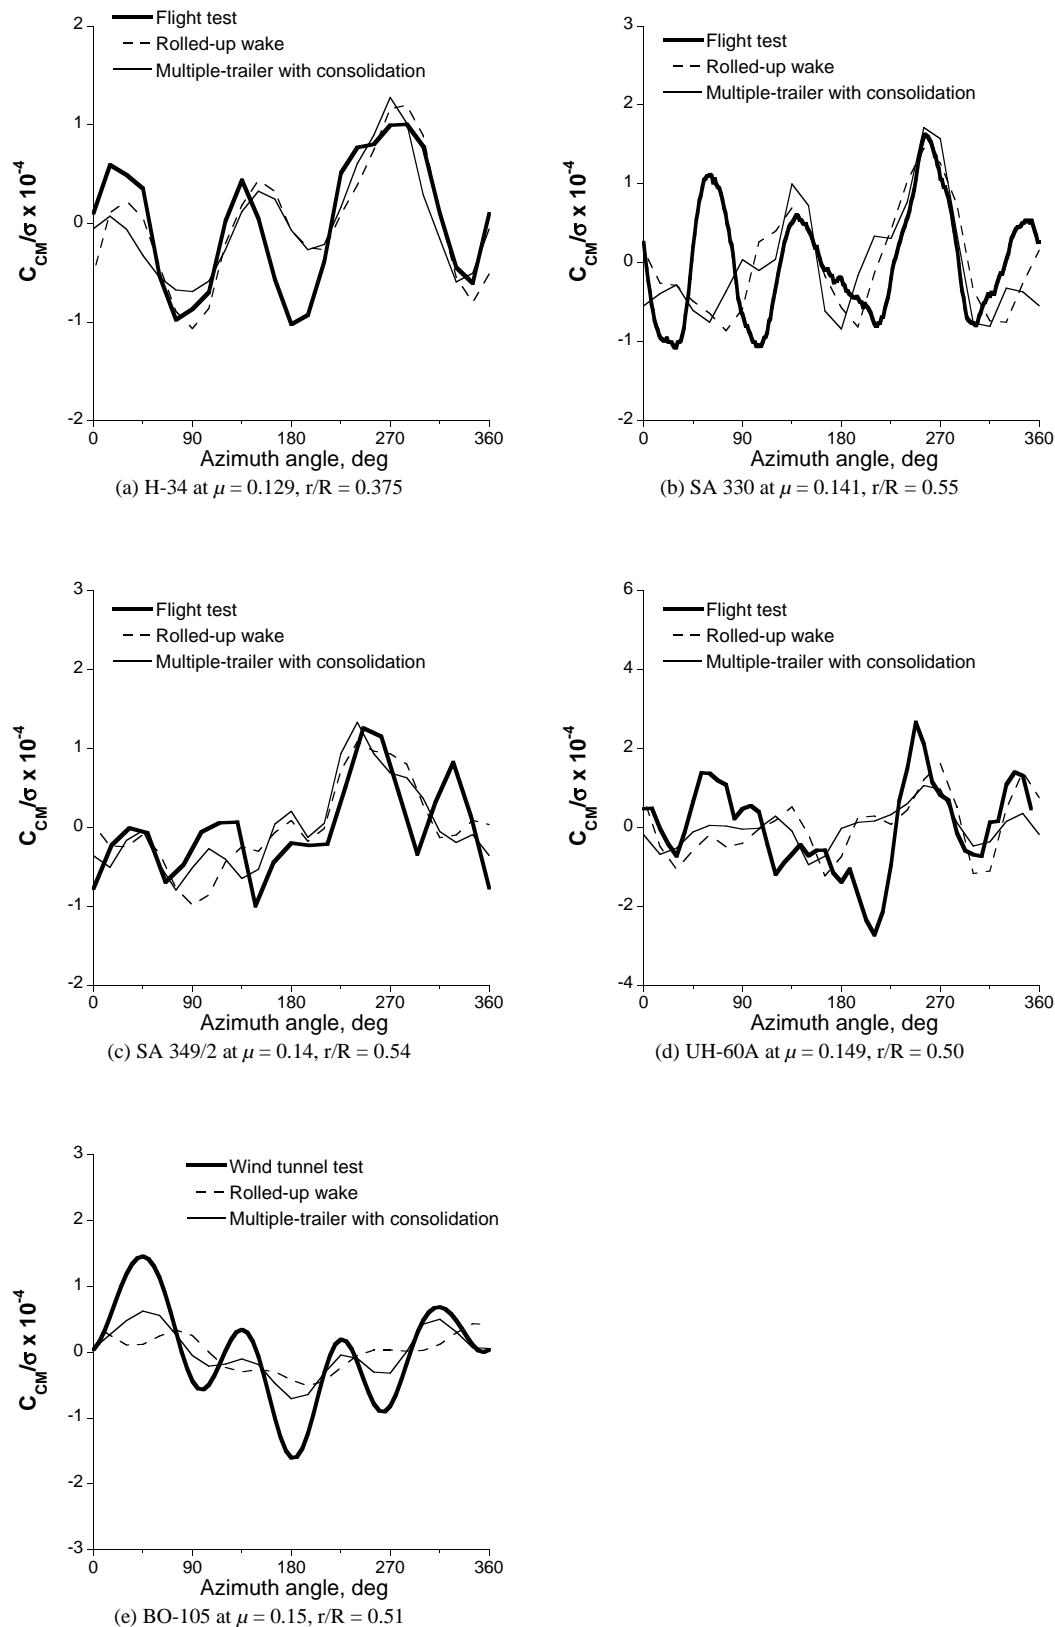 2
1
0
-1
-2
C_CM/σ x 10^-4
Flight test
Rolled-up wake
Multiple-trailer with consolidation
0 90 180 270 360
Azimuth angle, deg
(a) H-34 at μ = 0.129, r/R = 0.375
3
2
1
0
-1
-2
C_CM/σ x 10^-4
Flight test
Rolled-up wake
Multiple-trailer with consolidation
0 90 180 270 360
Azimuth angle, deg
(b) SA 330 at μ = 0.141, r/R = 0.55
3
2
1
0
-1
-2
C_CM/σ x 10^-4
Flight test
Rolled-up wake
Multiple-trailer with consolidation
0 90 180 270 360
Azimuth angle, deg
(c) SA 349/2 at μ = 0.14, r/R = 0.54
6
4
2
0
-2
-4
C_CM/σ x 10^-4
Flight test
Rolled-up wake
Multiple-trailer with consolidation
0 90 180 270 360
Azimuth angle, deg
(d) UH-60A at μ = 0.149, r/R = 0.50
3
2
1
0
-1
-2
-3
C_CM/σ x 10^-4
Wind tunnel test
Rolled-up wake
Multiple-trailer with consolidation
0 90 180 270 360
Azimuth angle, deg
(e) BO-105 at μ = 0.15, r/R = 0.51